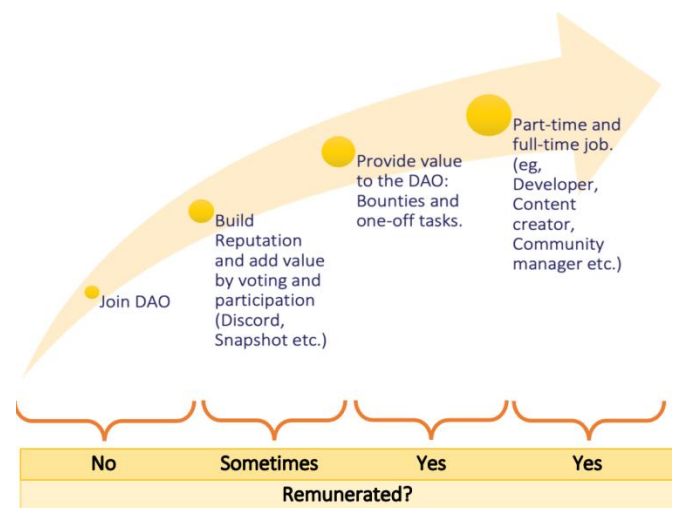 Join DAO
Build
Reputation
and add value
by voting and
participation
(Discord,
Snapshot etc.)
Provide value
to the DAO:
Bounties and
one-off tasks.
Part-time and
full-time job.
(eg,
Developer,
Content
creator,
Community
manager etc.)
No Sometimes Yes Yes
Remunerated?